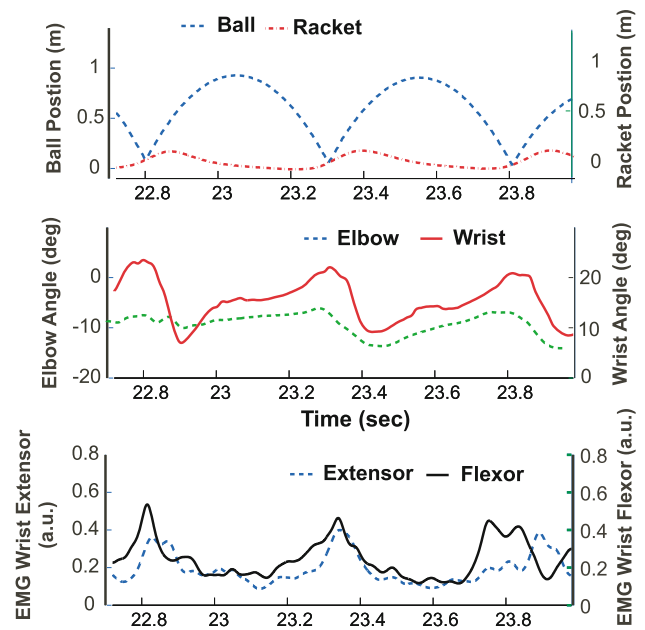 Ball Racket
Ball Postion (m)
1
0.5
0
Racket Postion (m)
1
0.5
0
22.8 23 23.2 23.4 23.6 23.8
Elbow Wrist
Elbow Angle (deg)
0
-10
-20
Wrist Angle (deg)
20
10
0
22.8 23 23.2 23.4 23.6 23.8
Time (sec)
Extensor Flexor
EMG Wrist Extensor
(a.u.)
0.8
0.6
0.4
0.2
0
EMG Wrist Flexor (a.u.)
0.8
0.6
0.4
0.2
0
22.8 23 23.2 23.4 23.6 23.8